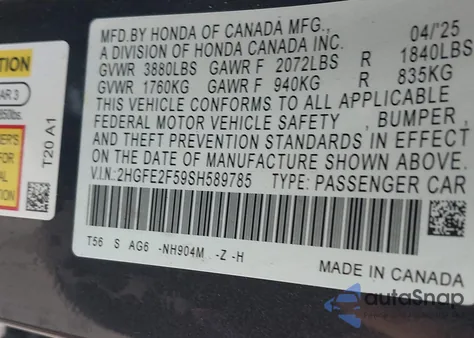 MFD.BY HONDA OF CANADA MFG., 04/'25
A DIVISION OF HONDA CANADA INC.
GVWR 3880LBS GAWR F 2072LBS R 1840LBS
GVWR 1760KG GAWR F 940KG R 835KG
THIS VEHICLE CONFORMS TO ALL APPLICABLE
FEDERAL MOTOR VEHICLE SAFETY , BUMPER ,
AND THEFT PREVENTION STANDARDS IN EFFECT
ON THE DATE OF MANUFACTURE SHOWN ABOVE.
V.I.N.:2HGFE2F59SH589785 TYPE: PASSENGER CAR
T56 S AG6 -NH904M -Z -H
MADE IN CANADA
T20 A1
autoSnap